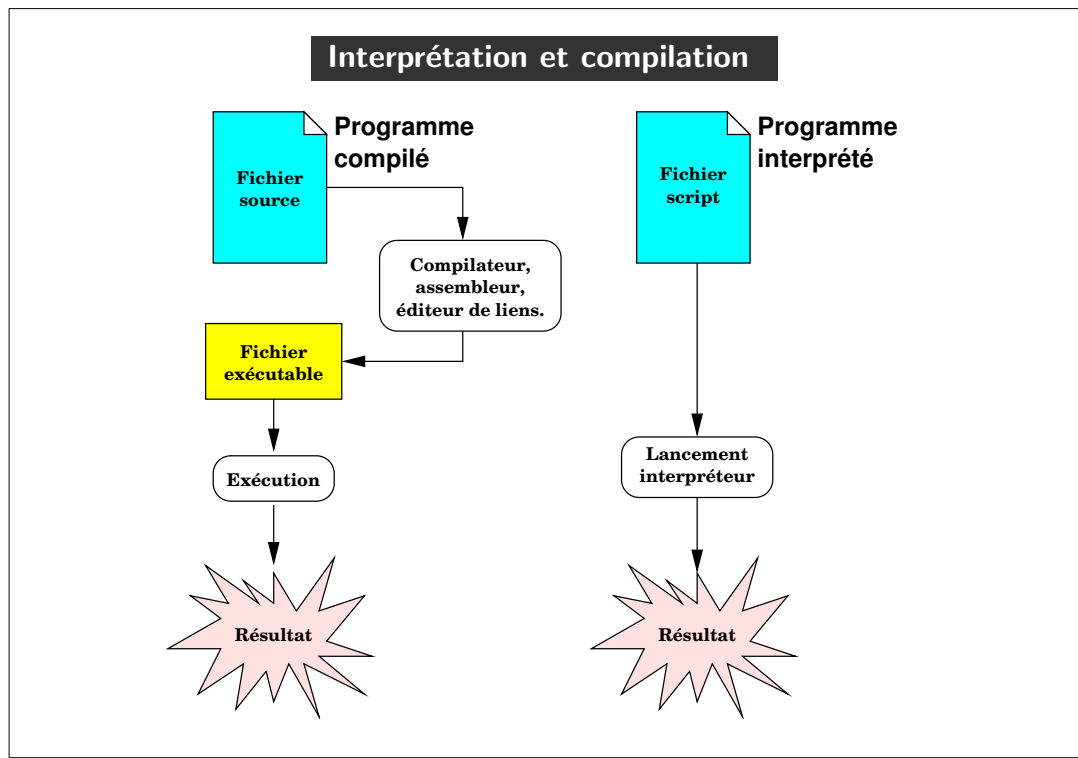 Interprétation et compilation
Programme
compilé
Fichier
source
Compilateur,
assembleur,
éditeur de liens.
Fichier
exécutable
Exécution
Résultat
Programme
interprété
Fichier
script
Lancement
interpréteur
Résultat